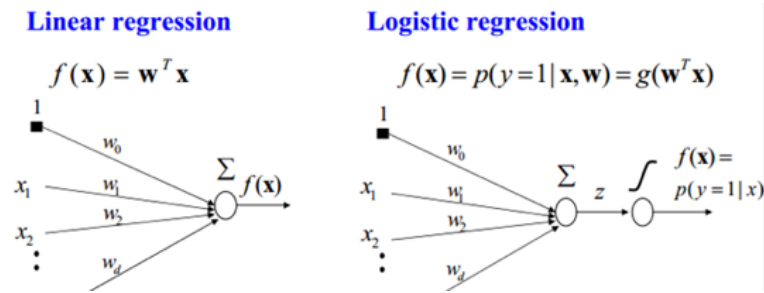 Linear regression
f(x) = w^T x
1
w_0
x_1
w_1
x_2
w_2
w_d
Σ
f(x)
Logistic regression
f(x) = p(y=1| x, w) = g(w^T x)
1
w_0
x_1
w_1
x_2
w_2
w_d
Σ
z
f(x) =
p(y=1| x)